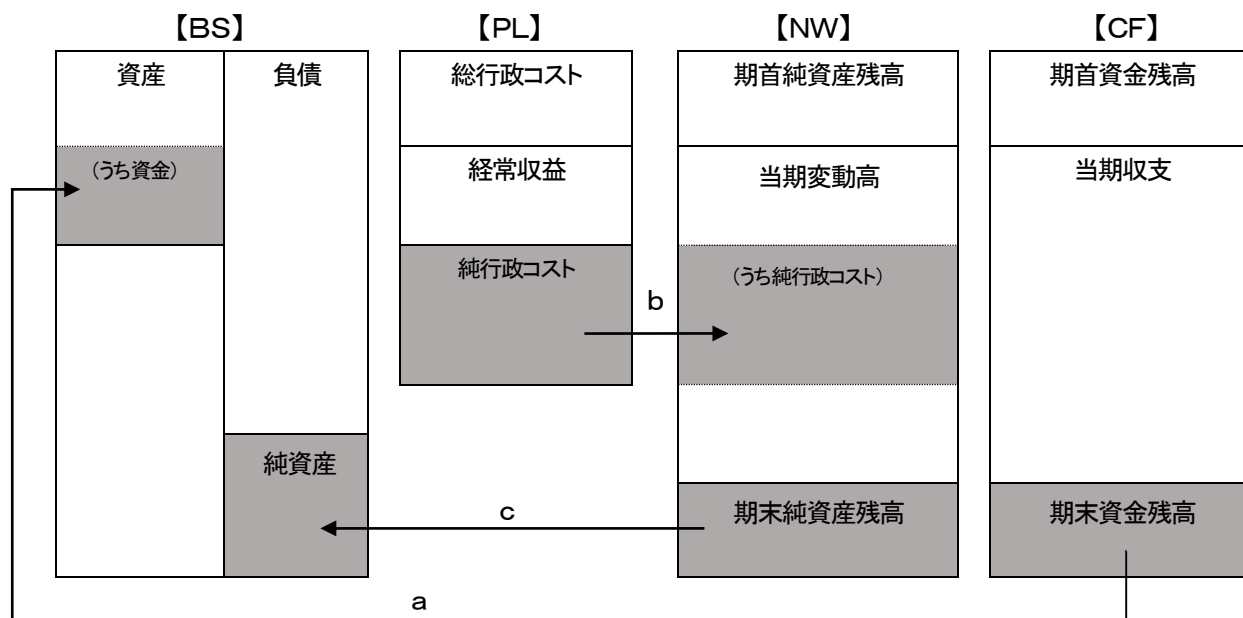 【BS】
資産
負債
(うち資金)
純資産
【PL】
総行政コスト
経常収益
純行政コスト
b
【NW】
期首純資産残高
当期変動高
(うち純行政コスト)
期末純資産残高
c
【CF】
期首資金残高
当期収支
期末資金残高
a